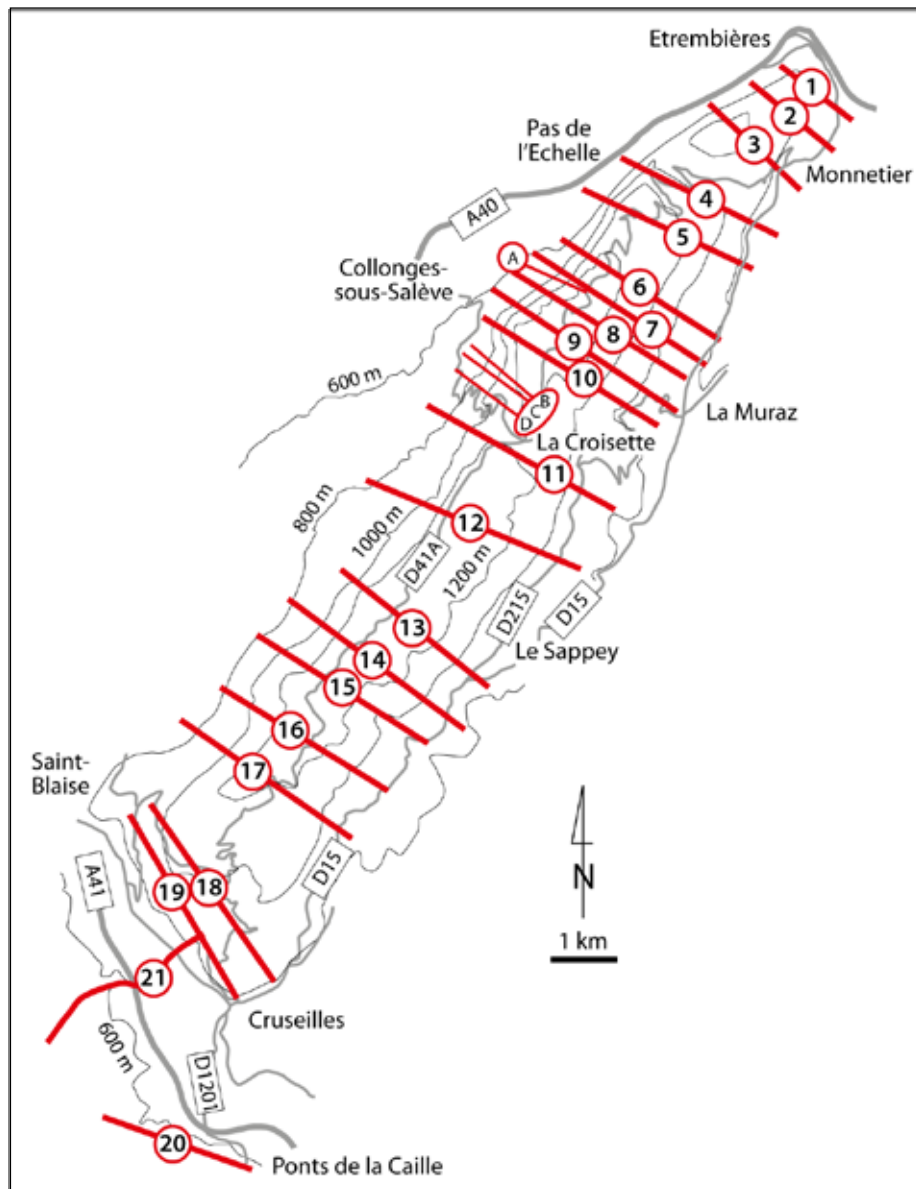 Etrembières
1
2
3
Pas de
l'Echelle
Monnetier
4
A40
5
A
Collonges-
sous-Salève
6
7
8
9
10
600 m
B
C
D
La Muraz
La Croisette
11
800 m
12
1000 m
D41A
1200 m
D215
D15
13
Le Sappey
14
15
16
17
Saint-
Blaise
D15
A41
N
18
19
1 km
21
Cruseilles
600 m
D1201
20
Ponts de la Caille